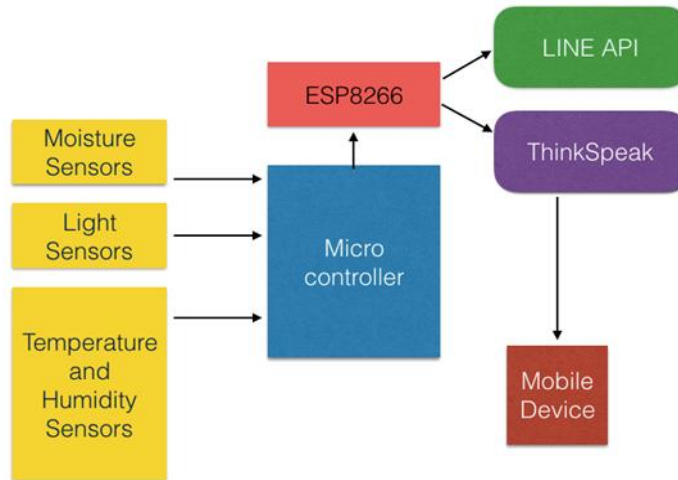 LINE API
ESP8266
ThinkSpeak
Moisture
Sensors
Light
Sensors
Micro
controller
Temperature
and
Humidity
Sensors
Mobile
Device